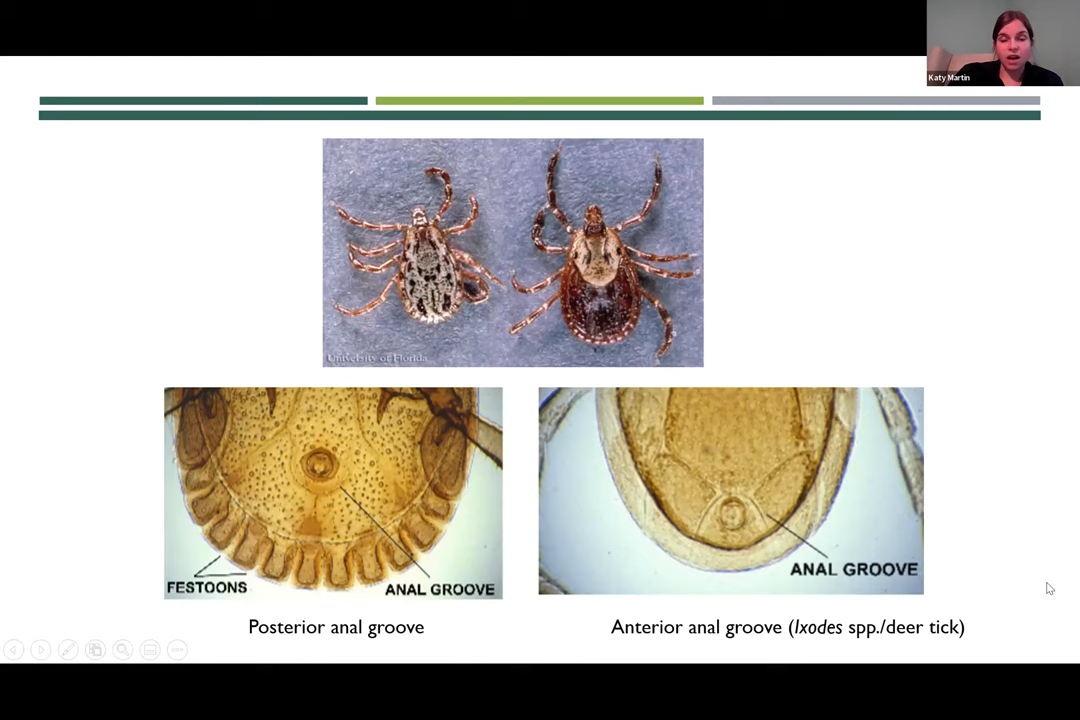 Katy Martin
University of Florida
FESTOONS
ANAL GROOVE
ANAL GROOVE
Posterior anal groove
Anterior anal groove (Ixodes spp./deer tick)